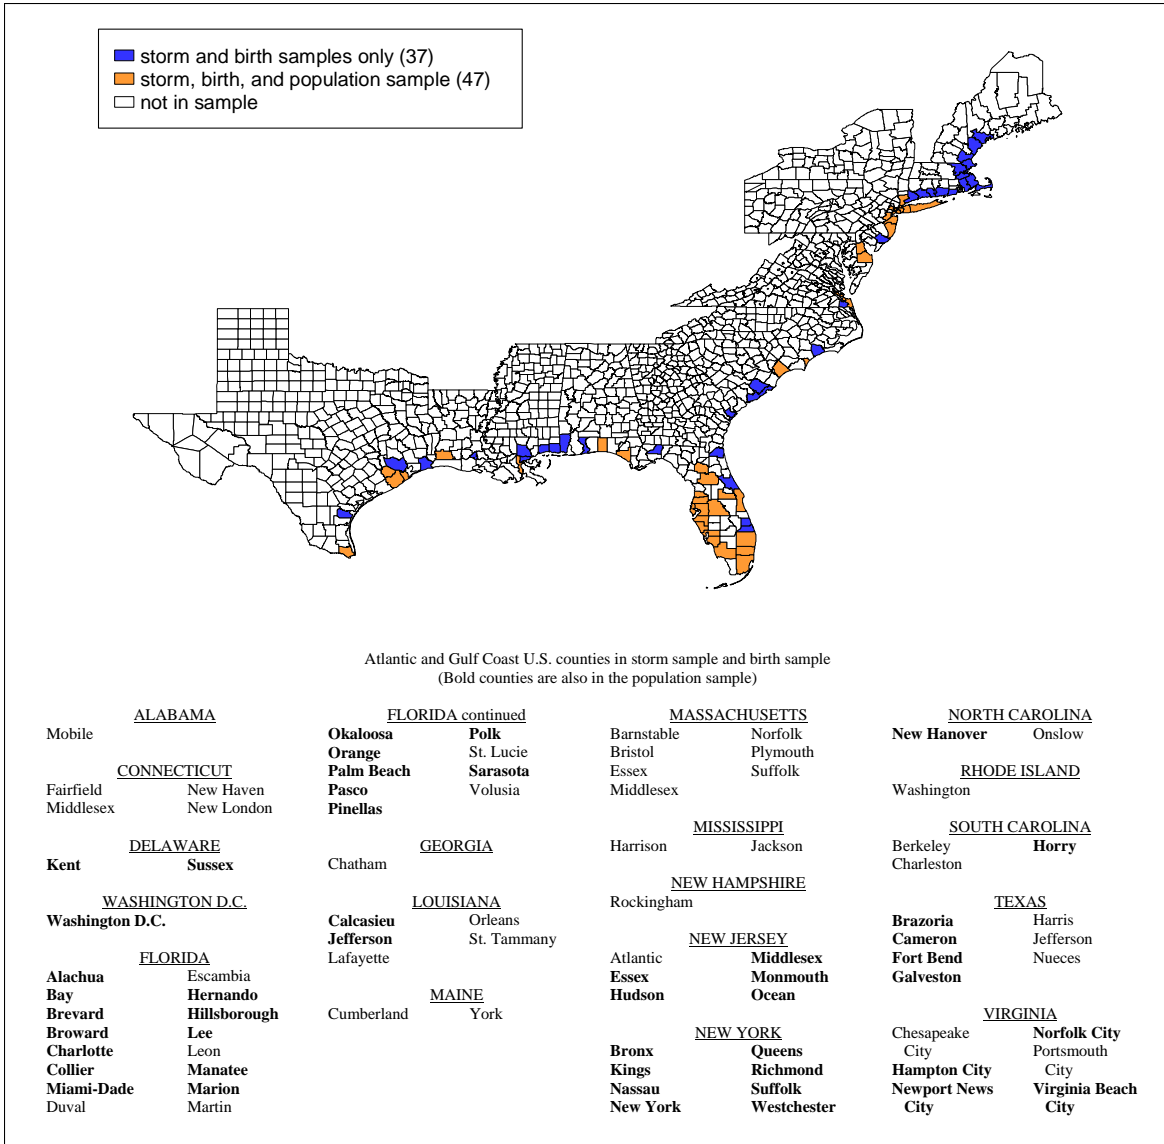 storm and birth samples only (37)
storm, birth, and population sample (47)
not in sample
Atlantic and Gulf Coast U.S. counties in storm sample and birth sample
(Bold counties are also in the population sample)
ALABAMA
Mobile
CONNECTICUT
Fairfield New Haven
Middlesex New London
DELAWARE
Kent Sussex
WASHINGTON D.C.
Washington D.C.
FLORIDA
Alachua Escambia
Bay Hernando
Brevard Hillsborough
Broward Lee
Charlotte Leon
Collier Manatee
Miami-Dade Marion
Duval Martin
FLORIDA continued
Okaloosa Polk
Orange St. Lucie
Palm Beach Sarasota
Pasco Volusia
Pinellas
GEORGIA
Chatham
LOUISIANA
Calcasieu Orleans
Jefferson St. Tammany
Lafayette
MAINE
Cumberland York
MASSACHUSETTS
Barnstable Norfolk
Bristol Plymouth
Essex Suffolk
Middlesex
MISSISSIPPI
Harrison Jackson
NEW HAMPSHIRE
Rockingham
NEW JERSEY
Atlantic Middlesex
Essex Monmouth
Hudson Ocean
NEW YORK
Bronx Queens
Kings Richmond
Nassau Suffolk
New York Westchester
NORTH CAROLINA
New Hanover Onslow
RHODE ISLAND
Washington
SOUTH CAROLINA
Berkeley Horry
Charleston
TEXAS
Brazoria Harris
Cameron Jefferson
Fort Bend Nueces
Galveston
VIRGINIA
Chesapeake Norfolk City
City Portsmouth
Hampton City City
Newport News Virginia Beach
City City